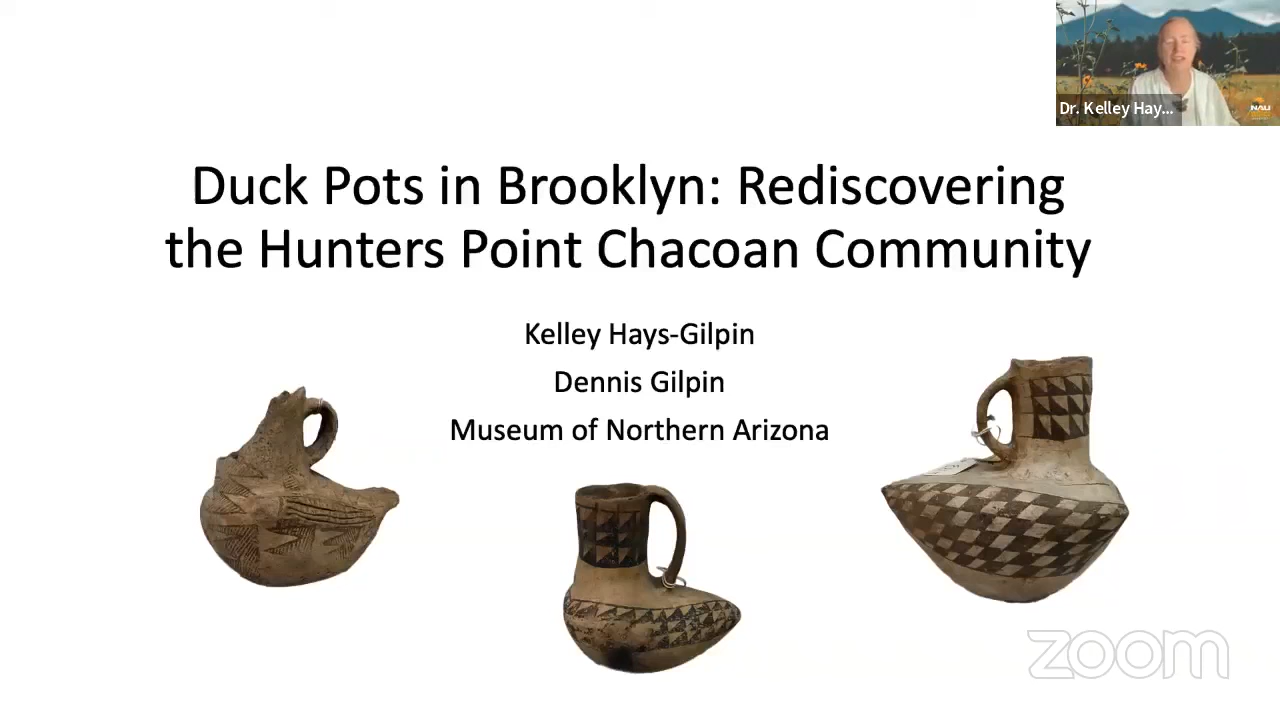 Dr. Kelley Hay...
NAU
Duck Pots in Brooklyn: Rediscovering
the Hunters Point Chacoan Community
Kelley Hays-Gilpin
Dennis Gilpin
Museum of Northern Arizona
zoom